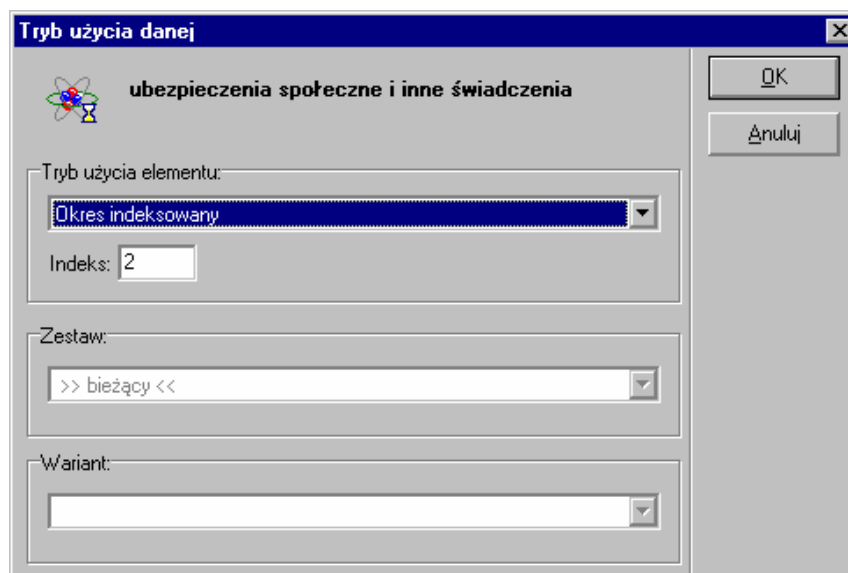 Tryb użycia danej
ubezpieczenia społeczne i inne świadczenia
OK
Anuluj
Tryb użycia elementu:
Okres indeksowany
Indeks: 2
Zestaw:
>> bieżący <<
Wariant: